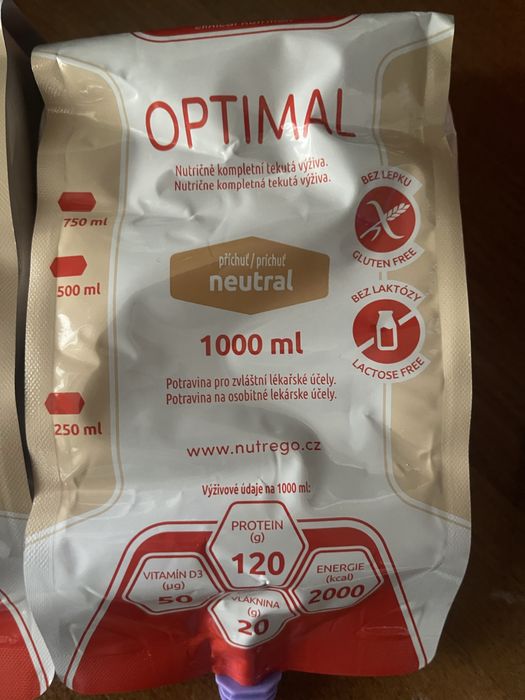 clinical nutrition
OPTIMAL
Nutričně kompletní tekutá výživa.
Nutrične kompletná tekutá výživa.
BEZ LEPKU
GLUTEN FREE
750 ml
500 ml
250 ml
příchuť / príchuť
neutral
BEZ LAKTÓZY
LACTOSE FREE
1000 ml
Potravina pro zvláštní lékařské účely.
Potravina na osobitné lekárske účely.
www.nutrego.cz
Výživové údaje na 1000 ml:
PROTEIN
(g)
120
VITAMÍN D3
(µg)
50
VLÁKNINA
(g)
20
ENERGIE
(kcal)
2000